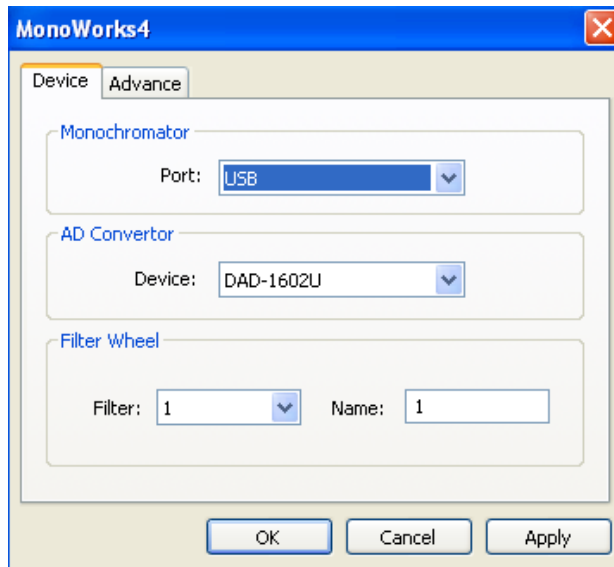 MonoWorks4
Device Advance
Monochromator
Port: USB
AD Convertor
Device: DAD-1602U
Filter Wheel
Filter: 1 Name: 1
OK Cancel Apply